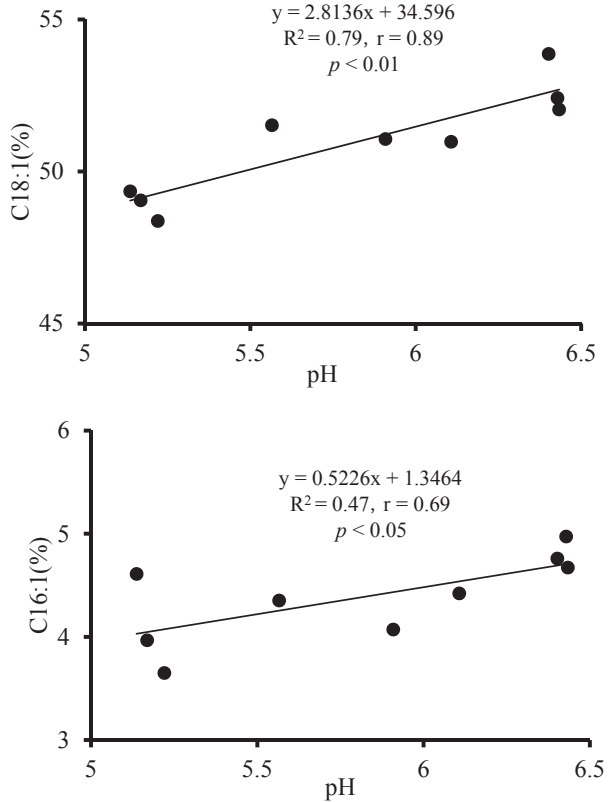 y = 2.8136x + 34.596
R² = 0.79, r = 0.89
p < 0.01
55
50
45
C18:1(%)
5
5.5
6
6.5
pH
y = 0.5226x + 1.3464
R² = 0.47, r = 0.69
p < 0.05
6
5
4
3
C16:1(%)
5
5.5
6
6.5
pH